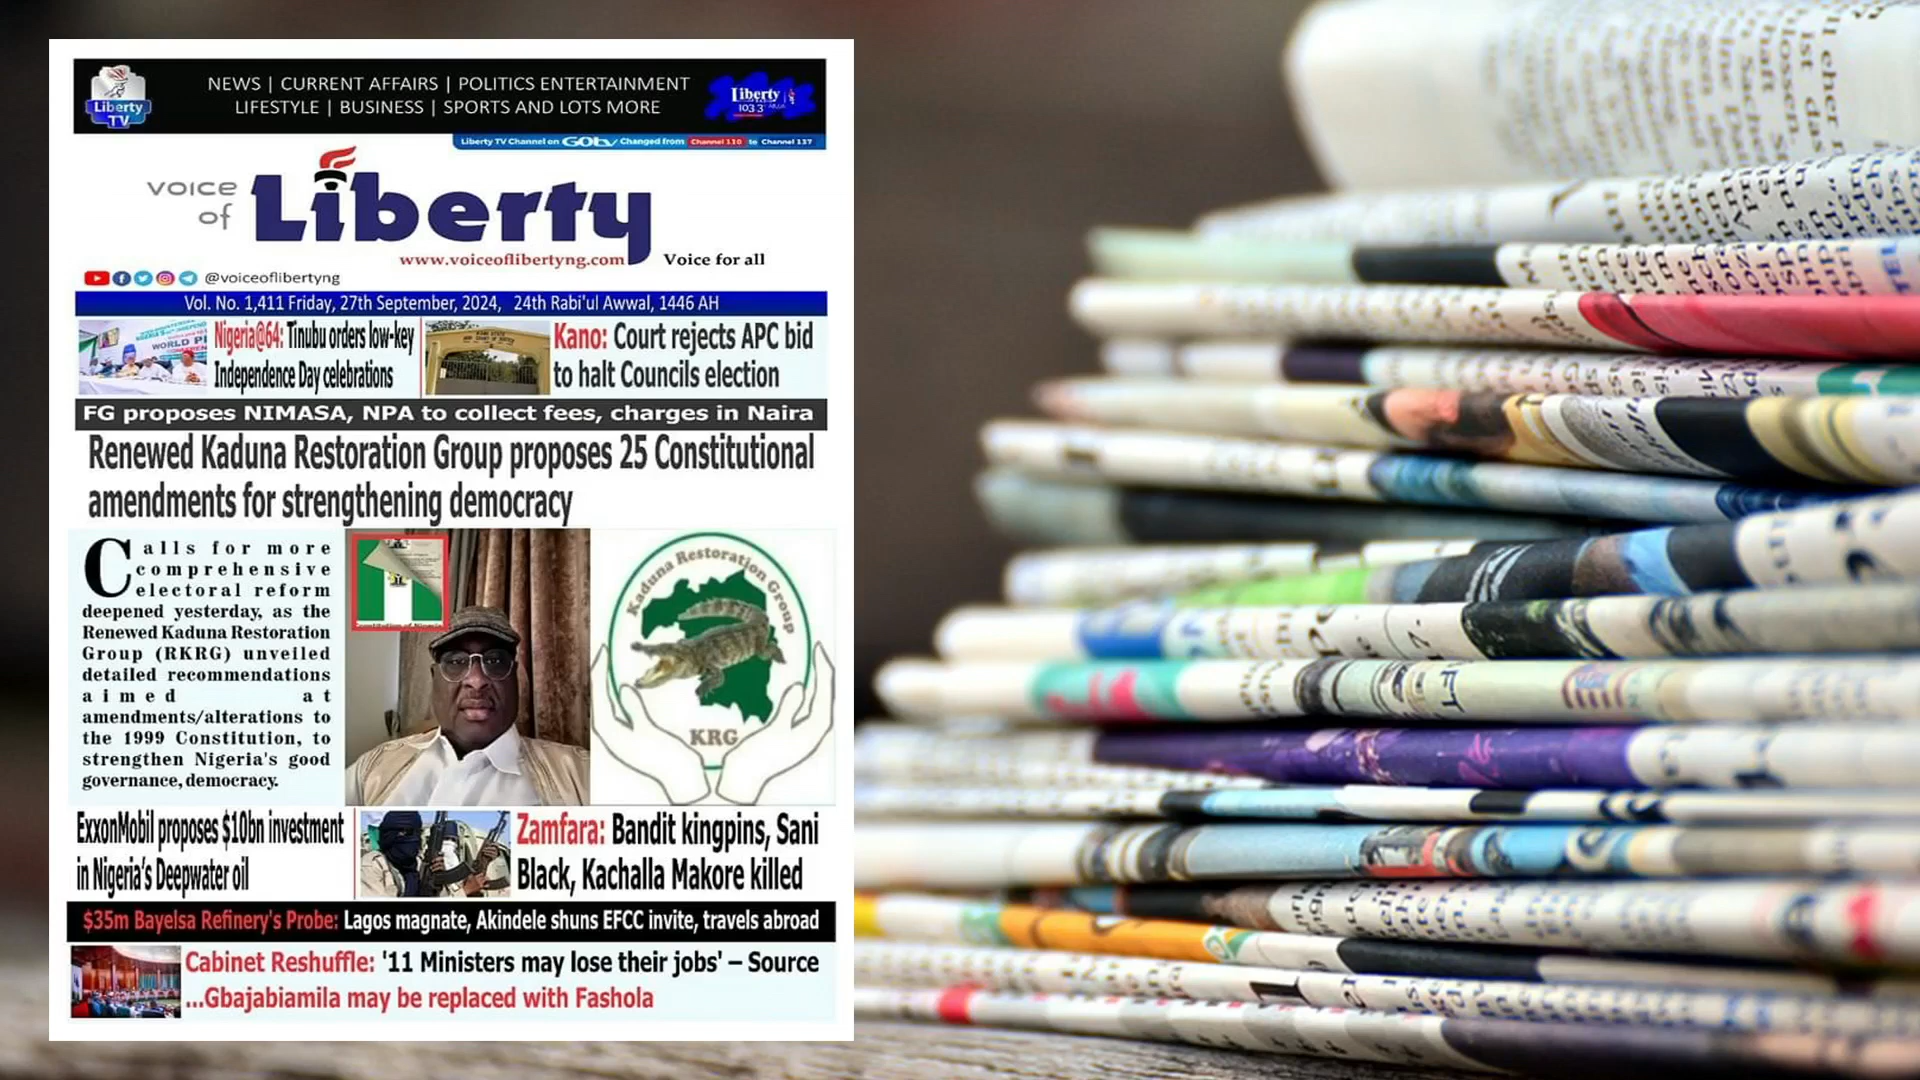 Liberty
TV
NEWS | CURRENT AFFAIRS | POLITICS ENTERTAINMENT
LIFESTYLE | BUSINESS | SPORTS AND LOTS MORE
Liberty
103.3
Liberty TV Channel on GOtv Changed from Channel 110 to Channel 137
voice of Liberty
www.voiceoflibertyng.com Voice for all
@voiceoflibertyng
Vol. No. 1,411 Friday, 27th September, 2024, 24th Rabi'ul Awwal, 1446 AH
Nigeria@64: Tinubu orders low-key
Independence Day celebrations
Kano: Court rejects APC bid
to halt Councils election
FG proposes NIMASA, NPA to collect fees, charges in Naira
Renewed Kaduna Restoration Group proposes 25 Constitutional
amendments for strengthening democracy
Calls for more
comprehensive
electoral reform
deepened yesterday, as the
Renewed Kaduna Restoration
Group (RKRG) unveiled
detailed recommendations
aimed at
amendments/alterations to
the 1999 Constitution, to
strengthen Nigeria's good
governance, democracy.
Kaduna Restoration Group
KRG
ExxonMobil proposes $10bn investment
in Nigeria's Deepwater oil
Zamfara: Bandit kingpins, Sani
Black, Kachalla Makore killed
$35m Bayelsa Refinery's Probe: Lagos magnate, Akindele shuns EFCC invite, travels abroad
Cabinet Reshuffle: '11 Ministers may lose their jobs' – Source
...Gbajabiamila may be replaced with Fashola